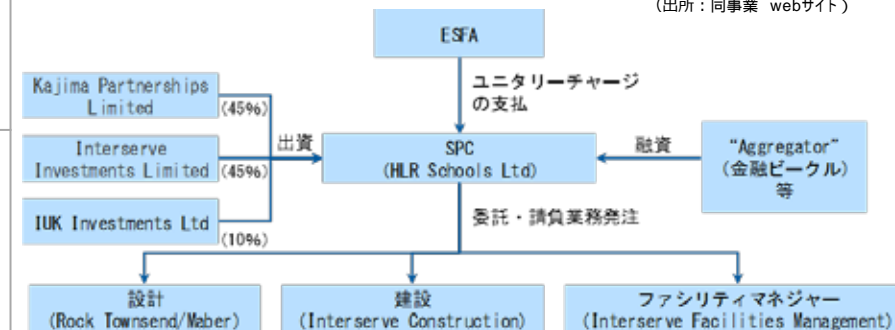 (出所：同事業 webサイト)
ESFA
ユニタリーチャージ
の支払
Kajima Partnerships
Limited
(45%)
Interserve
Investments Limited
(45%)
IUK Investments Ltd
(10%)
出資
SPC
(HLR Schools Ltd)
融資
“Aggregator”
(金融ビークル)
等
委託・請負業務発注
設計
(Rock Townsend/Maber)
建設
(Interserve Construction)
ファシリティマネジャー
(Interserve Facilities Management)